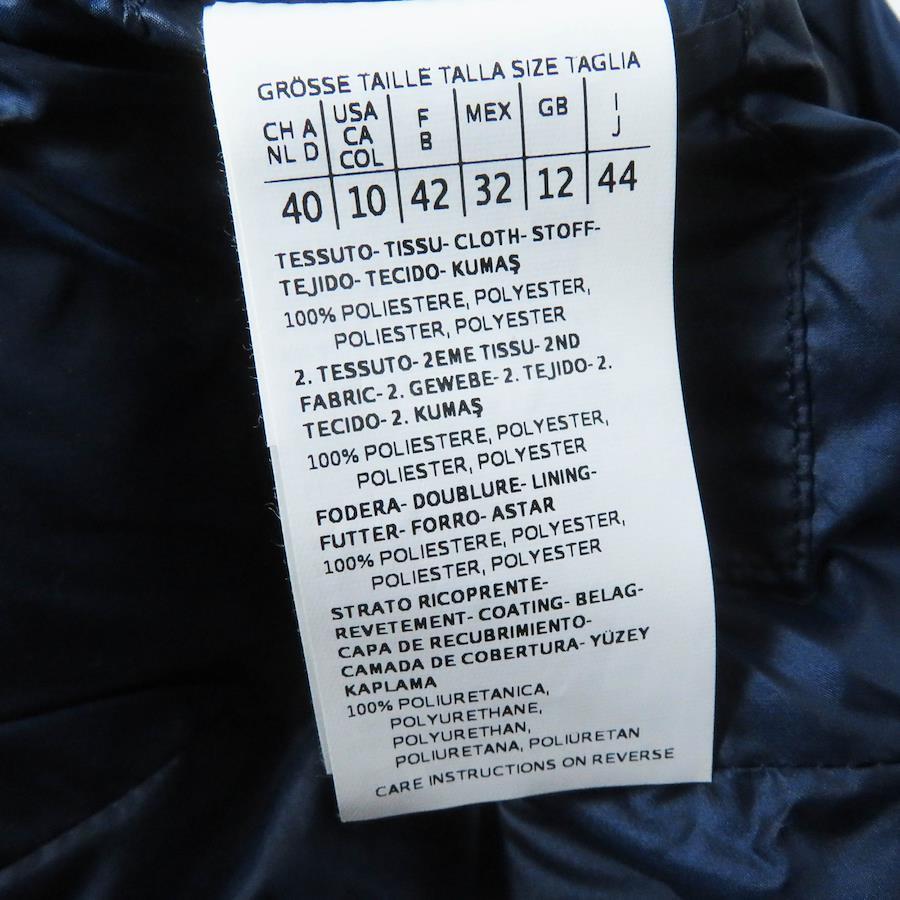 GRÖSSE TAILLE TALLA SIZE TAGLIA
CH A USA F MEX GB I
NL D CA B J
COL
40 10 42 32 12 44
TESSUTO- TISSU- CLOTH- STOFF-
TEJIDO- TECIDO- KUMAŞ
100% POLIESTERE, POLYESTER,
POLIESTER, POLYESTER
2. TESSUTO- 2EME TISSU- 2ND
FABRIC- 2. GEWEBE- 2. TEJIDO- 2.
TECIDO- 2. KUMAŞ
100% POLIESTERE, POLYESTER,
POLIESTER, POLYESTER
FODERA- DOUBLURE- LINING-
FUTTER- FORRO- ASTAR
100% POLIESTERE, POLYESTER,
POLIESTER, POLYESTER
STRATO RICOPRENTE-
REVETEMENT- COATING- BELAG-
CAPA DE RECUBRIMIENTO-
CAMADA DE COBERTURA- YÜZEY
KAPLAMA
100% POLIURETANICA,
POLYURETHANE,
POLYURETHAN,
POLIURETANA, POLIURETAN
CARE INSTRUCTIONS ON REVERSE